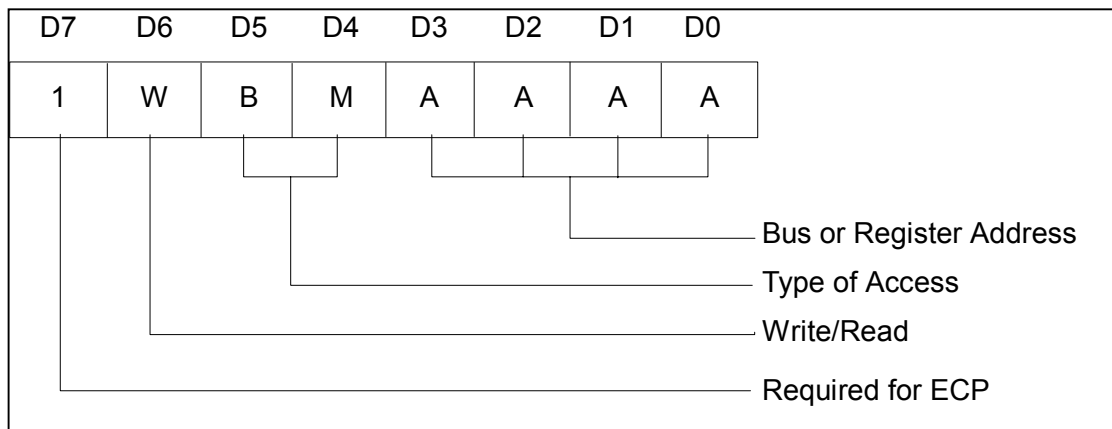 D7 D6 D5 D4 D3 D2 D1 D0
1 W B M A A A A
Bus or Register Address
Type of Access
Write/Read
Required for ECP